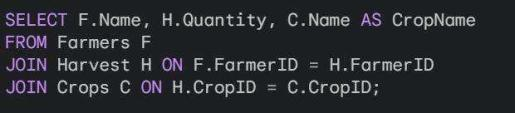 SELECT F.Name, H.Quantity, C.Name AS CropName
FROM Farmers F
JOIN Harvest H ON F.FarmerID = H.FarmerID
JOIN Crops C ON H.CropID = C.CropID;